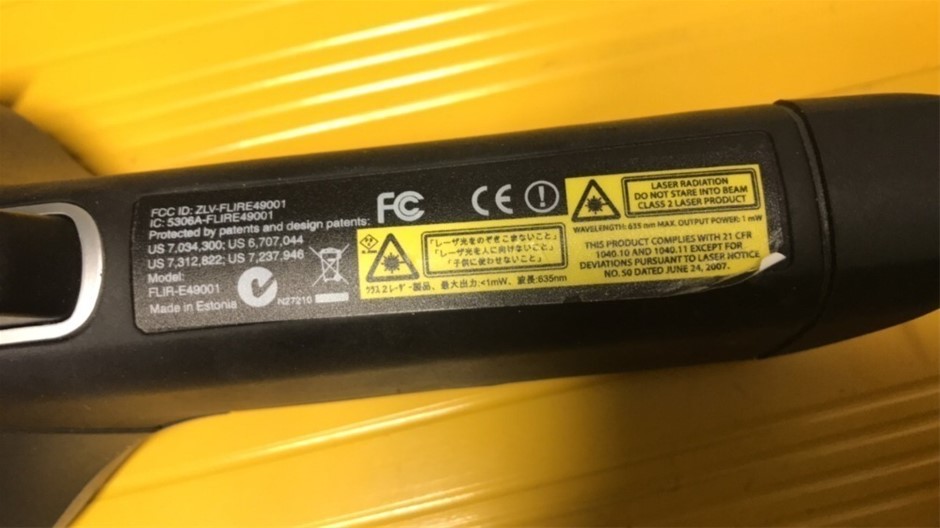 FCC ID: ZLV-FLIRE49001
IC: 5306A-FLIRE49001
Protected by patents and design patents:
US 7,034,300; US 6,707,044
US 7,312,822; US 7,237,946
Model:
FLIR-E49001
Made in Estonia
N27210
FC
CE
「レーザ光をのぞきこまないこと」
「レーザ光を人に向けないこと」
「子供に使わせないこと」
クラス2レーザ・製品、最大出力:<1mW、波長:635nm
LASER RADIATION
DO NOT STARE INTO BEAM
CLASS 2 LASER PRODUCT
WAVELENGTH: 635 nm MAX. OUTPUT POWER: 1 mW
THIS PRODUCT COMPLIES WITH 21 CFR
1040.10 AND 1040.11 EXCEPT FOR
DEVIATIONS PURSUANT TO LASER NOTICE
NO. 50 DATED JUNE 24, 2007.